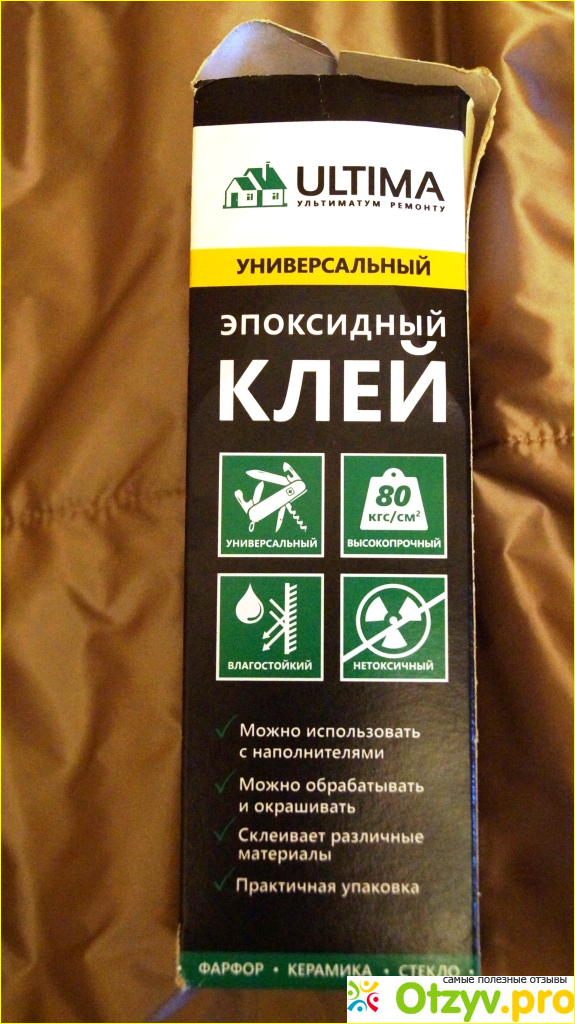 ULTIMA
УЛЬТИМАТУМ РЕМОНТУ
УНИВЕРСАЛЬНЫЙ
ЭПОКСИДНЫЙ
КЛЕЙ
УНИВЕРСАЛЬНЫЙ
80
КГС/СМ²
ВЫСОКОПРОЧНЫЙ
ВЛАГОСТОЙКИЙ
НЕТОКСИЧНЫЙ
Можно использовать
с наполнителями
Можно обрабатывать
и окрашивать
Склеивает различные
материалы
Практичная упаковка
ФАРФОР • КЕРАМИКА • СТЕКЛО
самые полезные отзывы
Otzyv.pro